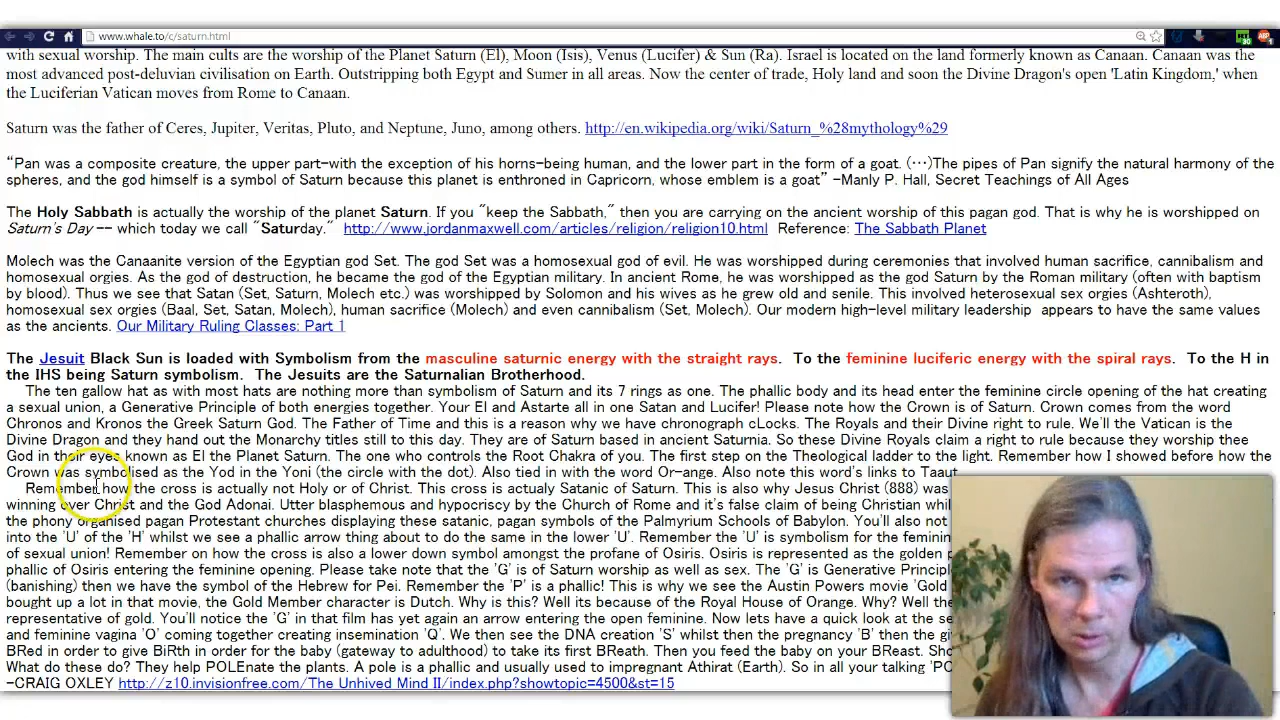 www.whale.to/c/saturn.html
with sexual worship. The main cults are the worship of the Planet Saturn (El), Moon (Isis), Venus (Lucifer) & Sun (Ra). Israel is located on the land formerly known as Canaan. Canaan was the
most advanced post-deluvian civilisation on Earth. Outstripping both Egypt and Sumer in all areas. Now the center of trade, Holy land and soon the Divine Dragon's open 'Latin Kingdom,' when
the Luciferian Vatican moves from Rome to Canaan.
Saturn was the father of Ceres, Jupiter, Veritas, Pluto, and Neptune, Juno, among others. http://en.wikipedia.org/wiki/Saturn_%28mythology%29
“Pan was a composite creature, the upper part-with the exception of his horns-being human, and the lower part in the form of a goat. (…)The pipes of Pan signify the natural harmony of the
spheres, and the god himself is a symbol of Saturn because this planet is enthroned in Capricorn, whose emblem is a goat” -Manly P. Hall, Secret Teachings of All Ages
The Holy Sabbath is actually the worship of the planet Saturn. If you "keep the Sabbath," then you are carrying on the ancient worship of this pagan god. That is why he is worshipped on
Saturn's Day -- which today we call "Saturday." http://www.jordanmaxwell.com/articles/religion/religion10.html Reference: The Sabbath Planet
Molech was the Canaanite version of the Egyptian god Set. The god Set was a homosexual god of evil. He was worshipped during ceremonies that involved human sacrifice, cannibalism and
homosexual orgies. As the god of destruction, he became the god of the Egyptian military. In ancient Rome, he was worshipped as the god Saturn by the Roman military (often with baptism
by blood). Thus we see that Satan (Set, Saturn, Molech etc.) was worshipped by Solomon and his wives as he grew old and senile. This involved heterosexual sex orgies (Ashteroth),
homosexual sex orgies (Baal, Set, Satan, Molech), human sacrifice (Molech) and even cannibalism (Set, Molech). Our modern high-level military leadership appears to have the same values
as the ancients. Our Military Ruling Classes: Part 1
The Jesuit Black Sun is loaded with Symbolism from the masculine saturnic energy with the straight rays. To the feminine luciferic energy with the spiral rays. To the H in
the IHS being Saturn symbolism. The Jesuits are the Saturnalian Brotherhood.
The ten gallow hat as with most hats are nothing more than symbolism of Saturn and its 7 rings as one. The phallic body and its head enter the feminine circle opening of the hat creating
a sexual union, a Generative Principle of both energies together. Your El and Astarte all in one Satan and Lucifer! Please note how the Crown is of Saturn. Crown comes from the word
Chronos and Kronos the Greek Saturn God. The Father of Time and this is a reason why we have chronograph cLocks. The Royals and their Divine right to rule. We'll the Vatican is the
Divine Dragon and they hand out the Monarchy titles still to this day. They are of Saturn based in ancient Saturnia. So these Divine Royals claim a right to rule because they worship thee
God in their eyes known as El the Planet Saturn. The one who controls the Root Chakra of you. The first step on the Theological ladder to the light. Remember how I showed before how the
Crown was symbolised as the Yod in the Yoni (the circle with the dot). Also tied in with the word Or-ange. Also note this word's links to Taaut
Remember how the cross is actually not Holy or of Christ. This cross is actualy Satanic of Saturn. This is also why Jesus Christ (888) was
winning over Christ and the God Adonai. Utter blasphemous and hypocrisy by the Church of Rome and it's false claim of being Christian whil
the phony organised pagan Protestant churches displaying these satanic, pagan symbols of the Palmyrium Schools of Babylon. You'll also not
into the 'U' of the 'H' whilst we see a phallic arrow thing about to do the same in the lower 'U'. Remember the 'U' is symbolism for the feminin
of sexual union! Remember on how the cross is also a lower down symbol amongst the profane of Osiris. Osiris is represented as the golden p
phallic of Osiris entering the feminine opening. Please take note that the 'G' is of Saturn worship as well as sex. The 'G' is Generative Principl
(banishing) then we have the symbol of the Hebrew for Pei. Remember the 'P' is a phallic! This is why we see the Austin Powers movie 'Gold
bought up a lot in that movie, the Gold Member character is Dutch. Why is this? Well its because of the Royal House of Orange. Why? Well the
representative of gold. You'll notice the 'G' in that film has yet again an arrow entering the open feminine. Now lets have a quick look at the se
and feminine vagina 'O' coming together creating insemination 'Q'. We then see the DNA creation 'S' whilst then the pregnancy 'B' then the gi
BRed in order to give BiRth in order for the baby (gateway to adulthood) to take its first BReath. Then you feed the baby on your BReast. Sho
What do these do? They help POLEnate the plants. A pole is a phallic and usually used to impregnant Athirat (Earth). So in all your talking 'PO
-CRAIG OXLEY http://z10.invisionfree.com/The Unhived Mind II/index.php?showtopic=4500&st=15